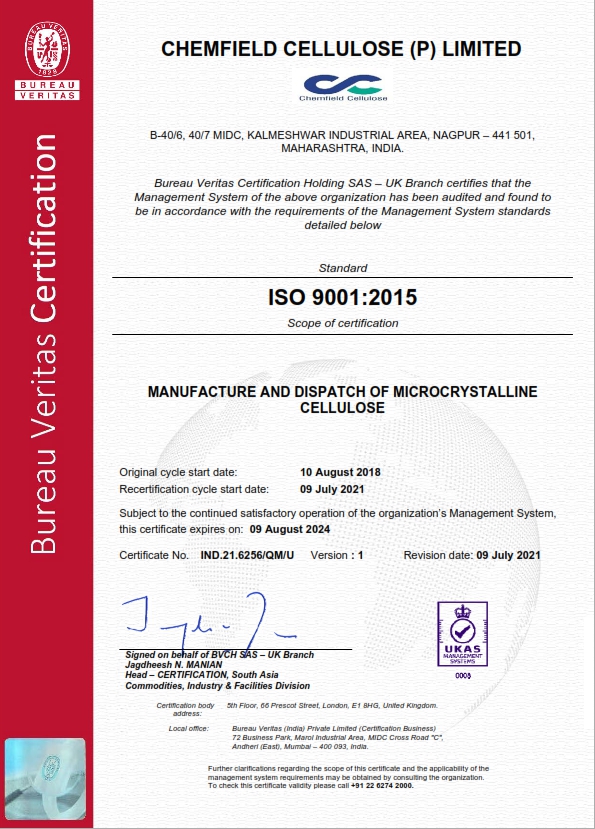 BUREAU VERITAS
1828
BUREAU
VERITAS
Bureau Veritas Certification
CHEMFIELD CELLULOSE (P) LIMITED
Chemfield Cellulose
B-40/6, 40/7 MIDC, KALMESHWAR INDUSTRIAL AREA, NAGPUR – 441 501,
MAHARASHTRA, INDIA.
Bureau Veritas Certification Holding SAS – UK Branch certifies that the
Management System of the above organization has been audited and found to
be in accordance with the requirements of the Management System standards
detailed below
Standard
ISO 9001:2015
Scope of certification
MANUFACTURE AND DISPATCH OF MICROCRYSTALLINE
CELLULOSE
Original cycle start date: 10 August 2018
Recertification cycle start date: 09 July 2021
Subject to the continued satisfactory operation of the organization's Management System,
this certificate expires on: 09 August 2024
Certificate No. IND.21.6256/QM/U Version : 1 Revision date: 09 July 2021
Signed on behalf of BVCH SAS – UK Branch
Jagdheesh N. MANIAN
Head – CERTIFICATION, South Asia
Commodities, Industry & Facilities Division
UKAS
MANAGEMENT
SYSTEMS
0008
Certification body 5th Floor, 66 Prescot Street, London, E1 8HG, United Kingdom.
address:
Local office: Bureau Veritas (India) Private Limited (Certification Business)
72 Business Park, Marol Industrial Area, MIDC Cross Road "C",
Andheri (East), Mumbai – 400 093, India.
Further clarifications regarding the scope of this certificate and the applicability of the
management system requirements may be obtained by consulting the organization.
To check this certificate validity please call +91 22 6274 2000.